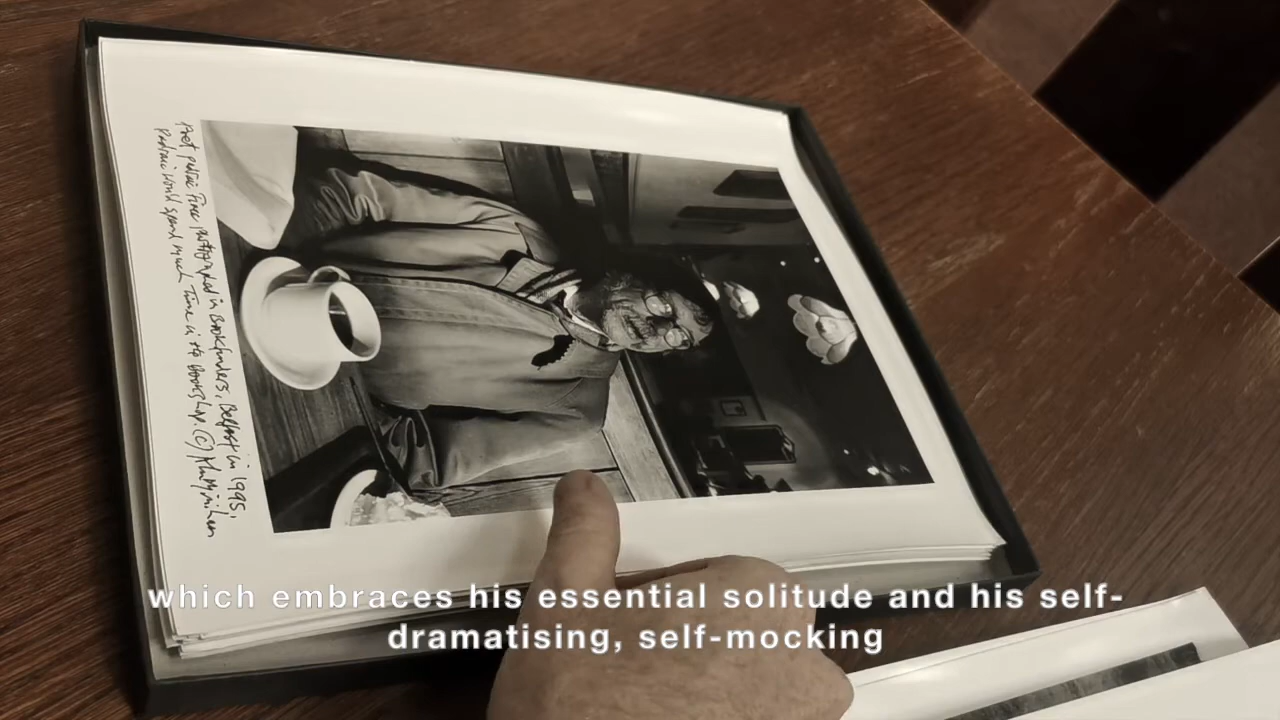 Poet Padraic Fiacc photographed in Bookfinders, Belfast in 1995,
Padraic would spend much time in this bookshop. (C)
which embraces his essential solitude and his self-
dramatising, self-mocking